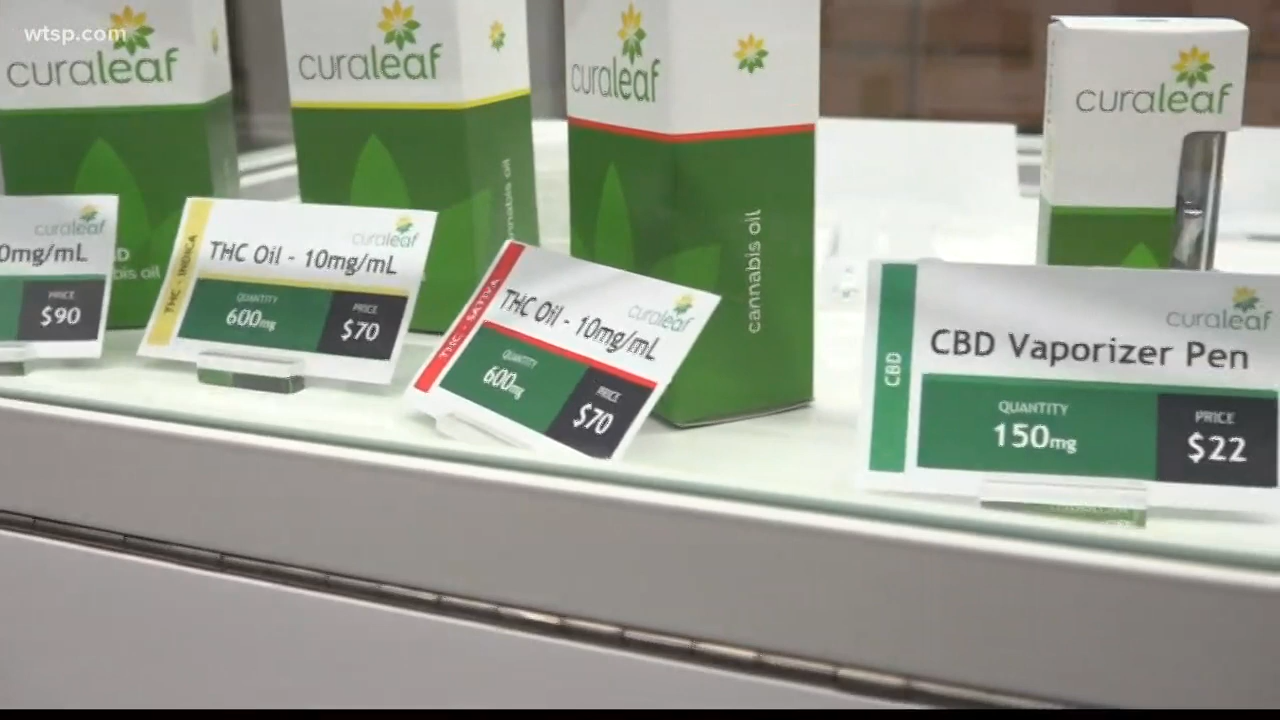 wtsp.com
curaleaf
curaleaf
curaleaf
curaleaf
cannabis oil
curaleaf
0mg/mL
PRICE
$90
THC - INDICA
curaleaf
THC Oil - 10mg/mL
QUANTITY
600mg
PRICE
$70
THC - SATIVA
curaleaf
THC Oil - 10mg/mL
QUANTITY
600mg
PRICE
$70
CBD
curaleaf
CBD Vaporizer Pen
QUANTITY
150mg
PRICE
$22